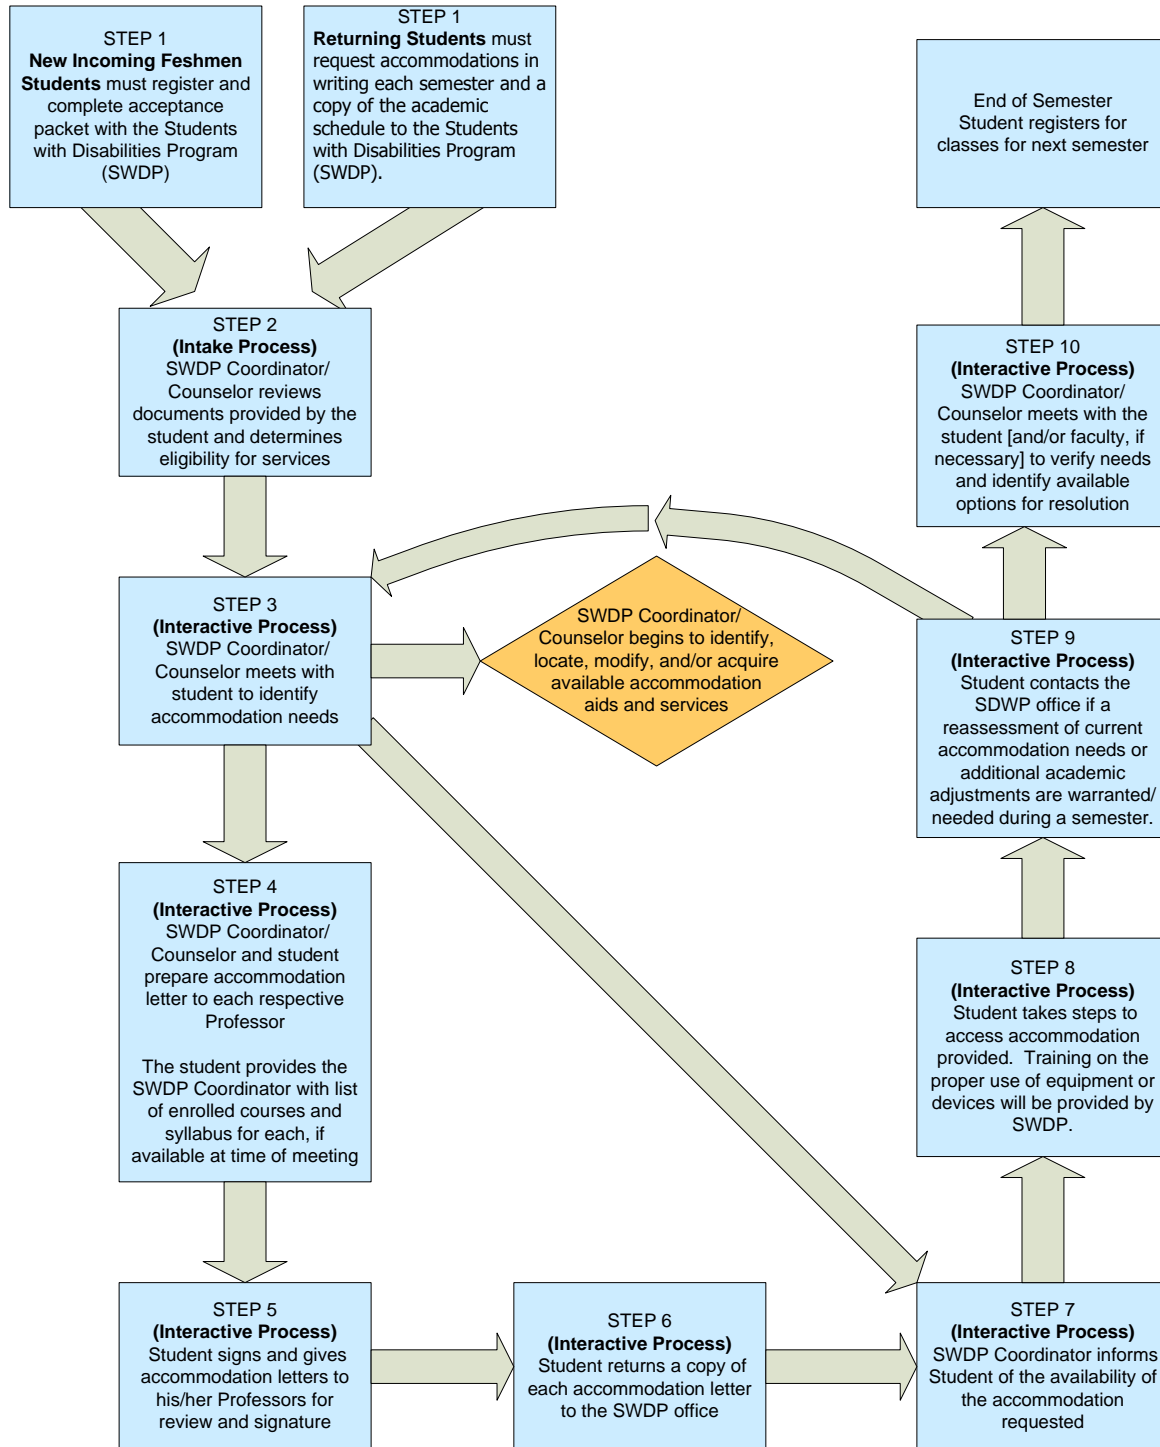 STEP 1
New Incoming Feshmen
Students must register and
complete acceptance
packet with the Students
with Disabilities Program
(SWDP)
STEP 1
Returning Students must
request accommodations in
writing each semester and a
copy of the academic
schedule to the Students
with Disabilities Program
(SWDP).
STEP 2
(Intake Process)
SWDP Coordinator/
Counselor reviews
documents provided by the
student and determines
eligibility for services
STEP 3
(Interactive Process)
SWDP Coordinator/
Counselor meets with
student to identify
accommodation needs
SWDP Coordinator/
Counselor begins to identify,
locate, modify, and/or acquire
available accommodation
aids and services
STEP 4
(Interactive Process)
SWDP Coordinator/
Counselor and student
prepare accommodation
letter to each respective
Professor
The student provides the
SWDP Coordinator with list
of enrolled courses and
syllabus for each, if
available at time of meeting
STEP 5
(Interactive Process)
Student signs and gives
accommodation letters to
his/her Professors for
review and signature
STEP 6
(Interactive Process)
Student returns a copy of
each accommodation letter
to the SWDP office
STEP 7
(Interactive Process)
SWDP Coordinator informs
Student of the availability of
the accommodation
requested
STEP 8
(Interactive Process)
Student takes steps to
access accommodation
provided.  Training on the
proper use of equipment or
devices will be provided by
SWDP.
STEP 9
(Interactive Process)
Student contacts the
SDWP office if a
reassessment of current
accommodation needs or
additional academic
adjustments are warranted/
needed during a semester.
STEP 10
(Interactive Process)
SWDP Coordinator/
Counselor meets with the
student [and/or faculty, if
necessary] to verify needs
and identify available
options for resolution
End of Semester
Student registers for
classes for next semester